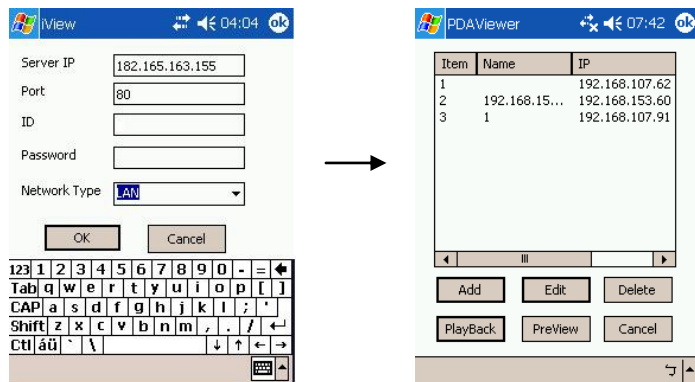 iView 04:04 ok
Server IP 182.165.163.155
Port 80
ID
Password
Network Type LAN
OK Cancel
123 1 2 3 4 5 6 7 8 9 0 - =
Tab q w e r t y u i o p [ ]
CAP a s d f g h j k l ; '
Shift z x c v b n m , . /
Ctl áü ` \
PDAViewer 07:42 ok
Item Name IP
1 192.168.107.62
2 192.168.15... 192.168.153.60
3 1 192.168.107.91
Add Edit Delete
PlayBack PreView Cancel